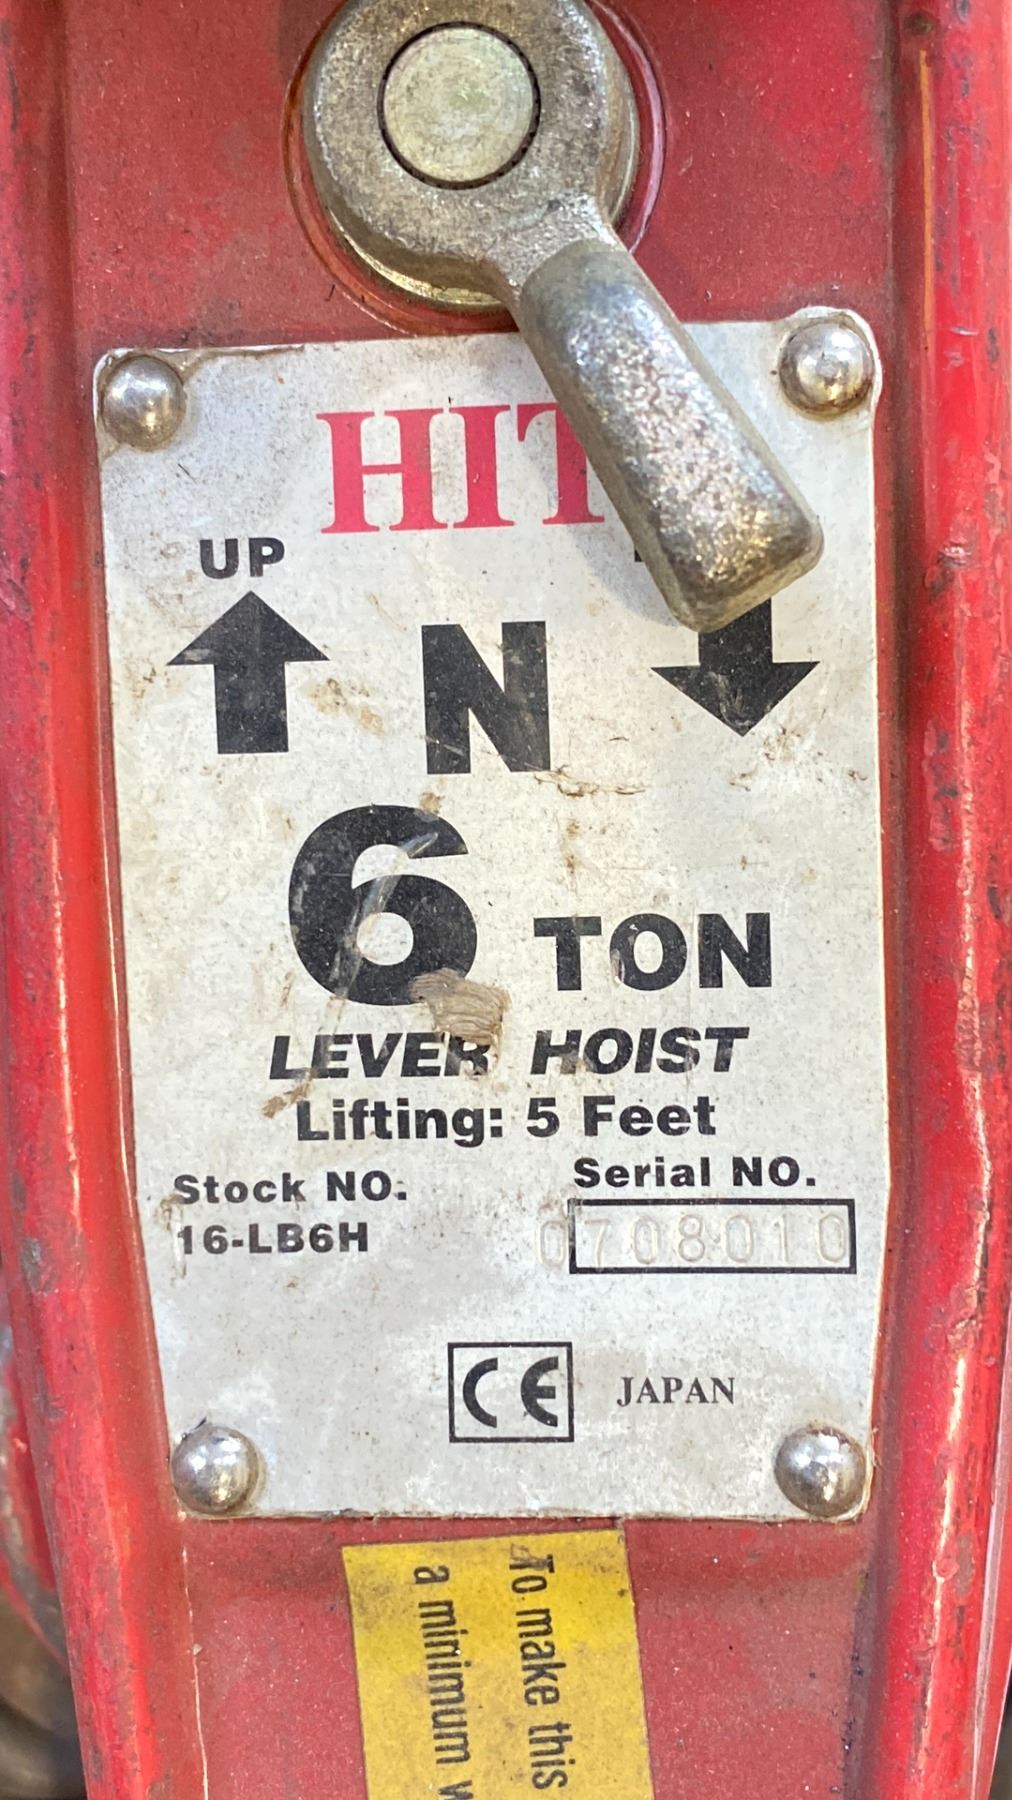 HIT
UP
N
6 TON
LEVER HOIST
Lifting: 5 Feet
Stock NO. Serial NO.
16-LB6H 0708010
CE JAPAN
To make this
a minimum